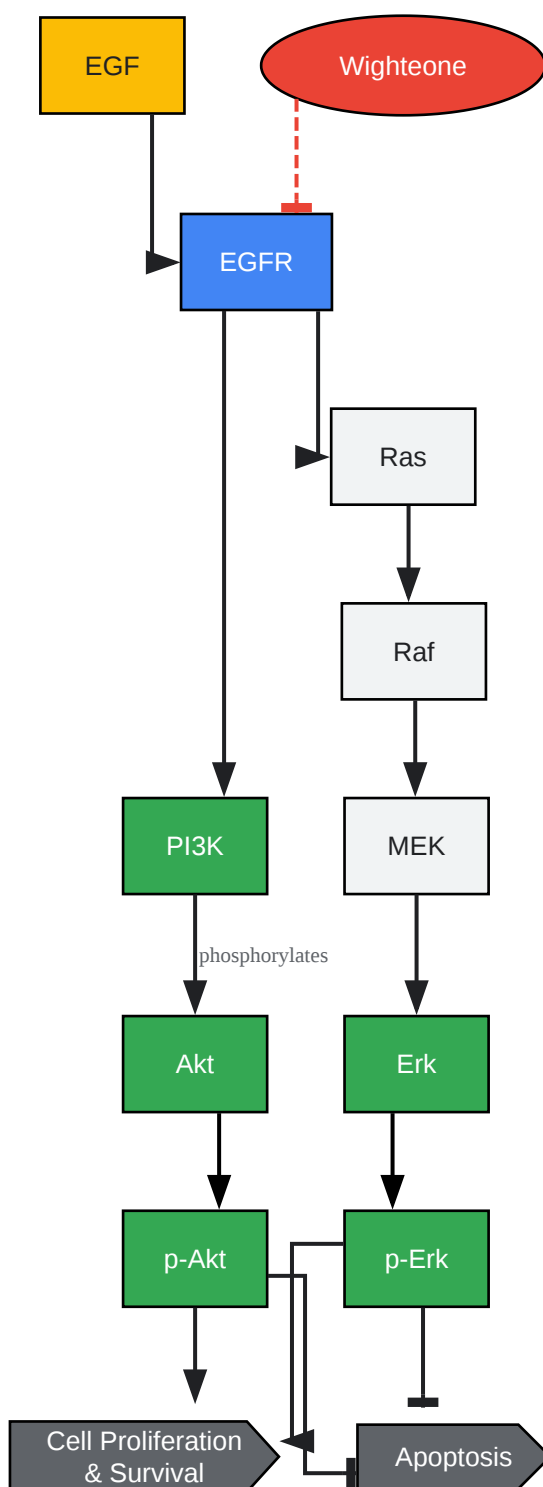 EGF
Wighteone
EGFR
Ras
Raf
PI3K
MEK
phosphorylates
Akt
Erk
p-Akt
p-Erk
Cell Proliferation
& Survival
Apoptosis